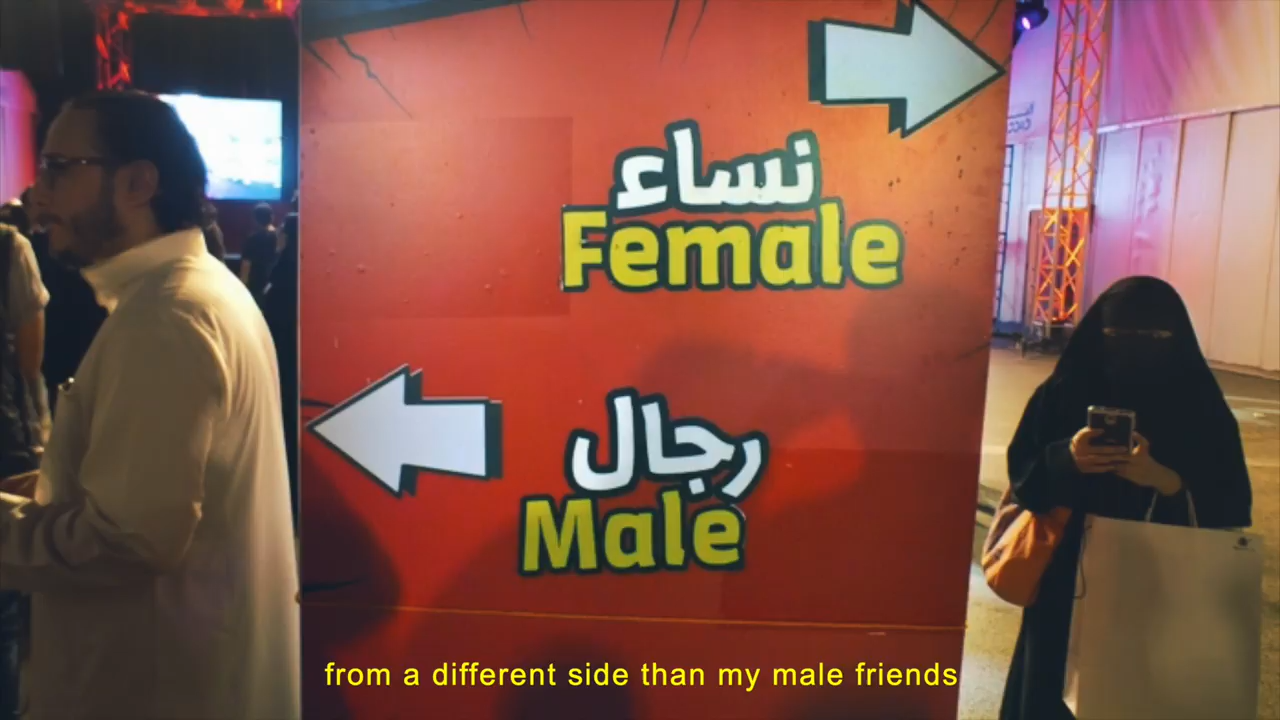 نساء
Female
رجال
Male
from a different side than my male friends